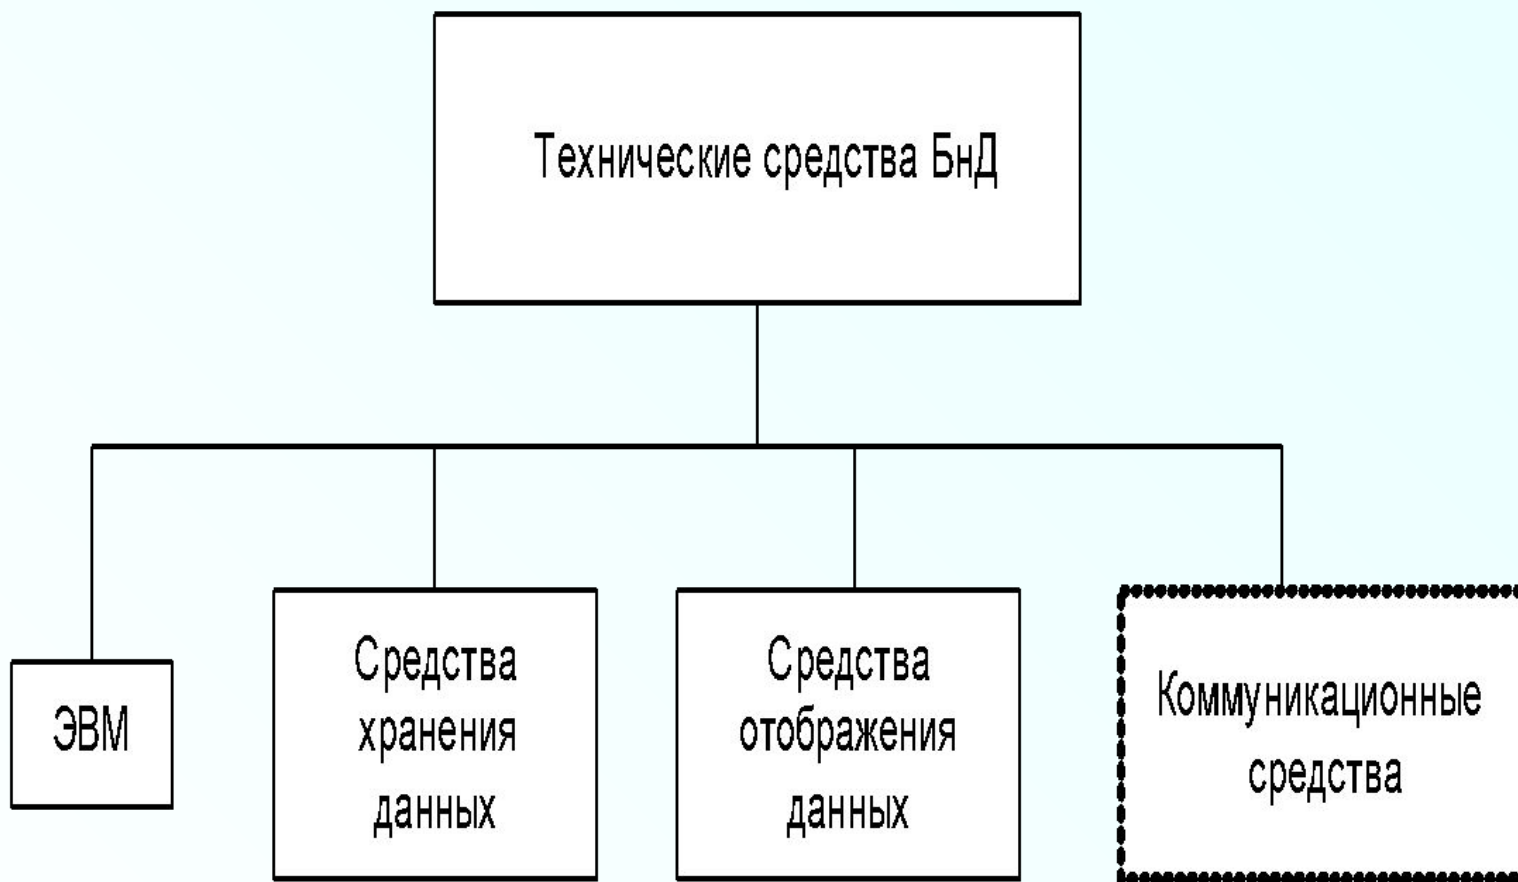 Технические средства БнД
ЭВМ
Средства
хранения
данных
Средства
отображения
данных
Коммуникационные
средства